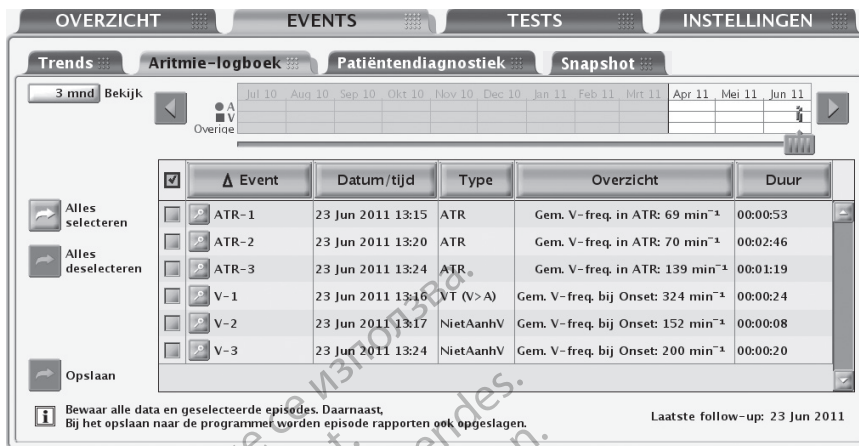 OVERZICHT EVENTS TESTS INSTELLINGEN
Trends Aritmie-logboek Patiëntendiagnostiek Snapshot
3 mnd Bekijk
Jul 10 Aug 10 Sep 10 Okt 10 Nov 10 Dec 10 Jan 11 Feb 11 Mrt 11 Apr 11 Mei 11 Jun 11
A
V
Overige
Δ Event Datum/tijd Type Overzicht Duur
Alles selecteren
Alles deselecteren
ATR-1 23 Jun 2011 13:15 ATR Gem. V-freq. in ATR: 69 min⁻¹ 00:00:53
ATR-2 23 Jun 2011 13:20 ATR Gem. V-freq. in ATR: 70 min⁻¹ 00:02:46
ATR-3 23 Jun 2011 13:24 ATR Gem. V-freq. in ATR: 139 min⁻¹ 00:01:19
V-1 23 Jun 2011 13:16 VT (V>A) Gem. V-freq. bij Onset: 324 min⁻¹ 00:00:24
V-2 23 Jun 2011 13:17 NietAanhV Gem. V-freq. bij Onset: 152 min⁻¹ 00:00:08
V-3 23 Jun 2011 13:24 NietAanhV Gem. V-freq. bij Onset: 200 min⁻¹ 00:00:20
Opslaan
i Bewaar alle data en geselecteerde episodes. Daarnaast,
Bij het opslaan naar de programmer worden episode rapporten ook opgeslagen.
Laatste follow-up: 23 Jun 2011
се използва.